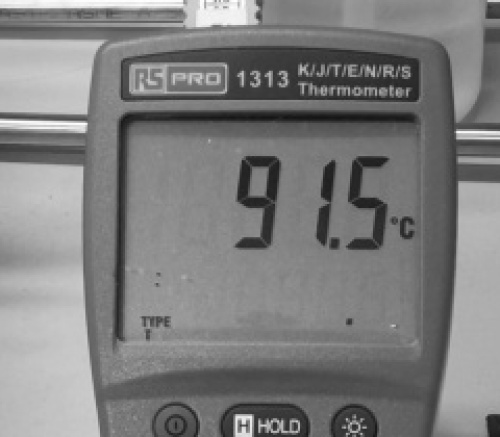 RS PRO 1313 K/J/T/E/N/R/S
Thermometer
91.5 °C
TYPE
T
H HOLD